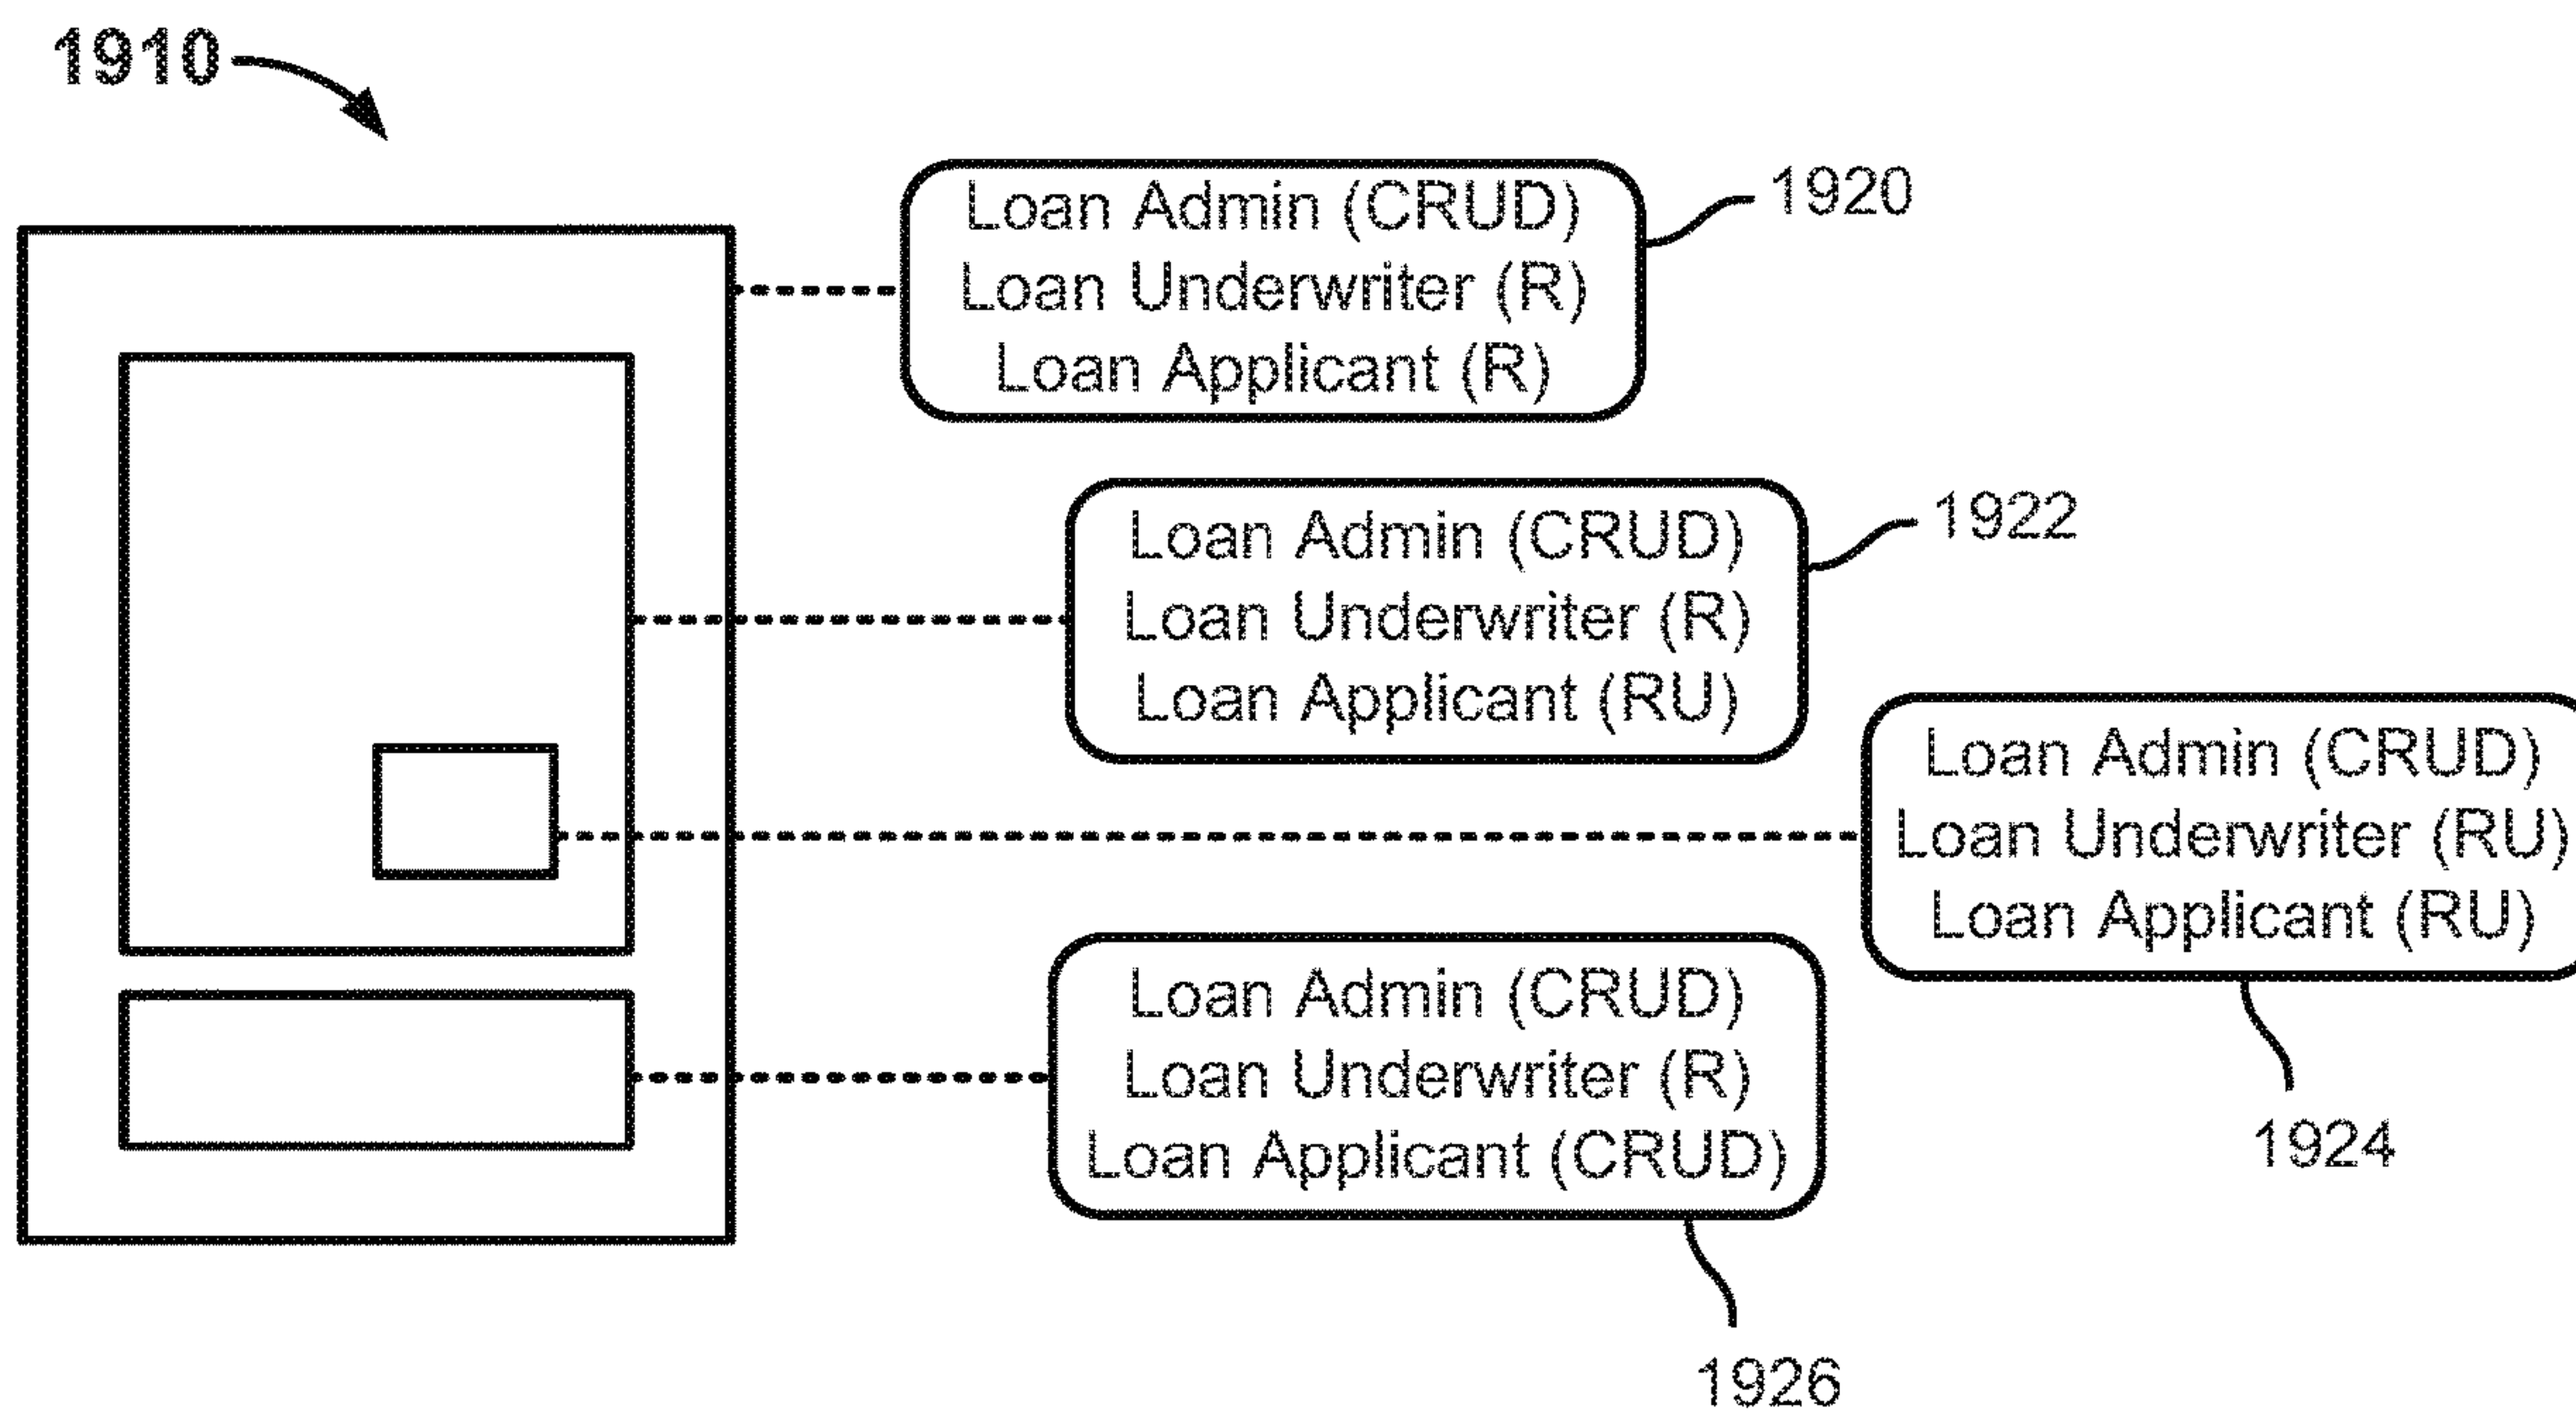 1910
Loan Admin (CRUD)
Loan Underwriter (R)
Loan Applicant (R)
1920
Loan Admin (CRUD)
Loan Underwriter (R)
Loan Applicant (RU)
1922
Loan Admin (CRUD)
Loan Underwriter (RU)
Loan Applicant (RU)
1924
Loan Admin (CRUD)
Loan Underwriter (R)
Loan Applicant (CRUD)
1926